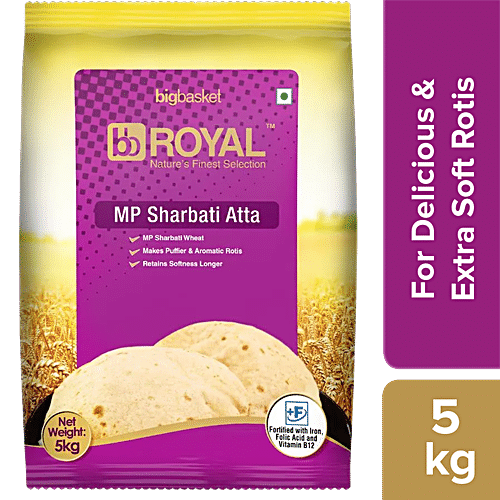 bigbasket
bb ROYAL™
Nature's Finest Selection
MP Sharbati Atta
MP Sharbati Wheat
Makes Puffier & Aromatic Rotis
Retains Softness Longer
Net
Weight:
5kg
+F
Fortified with Iron,
Folic Acid and
Vitamin B12
For Delicious &
Extra Soft Rotis
5
kg